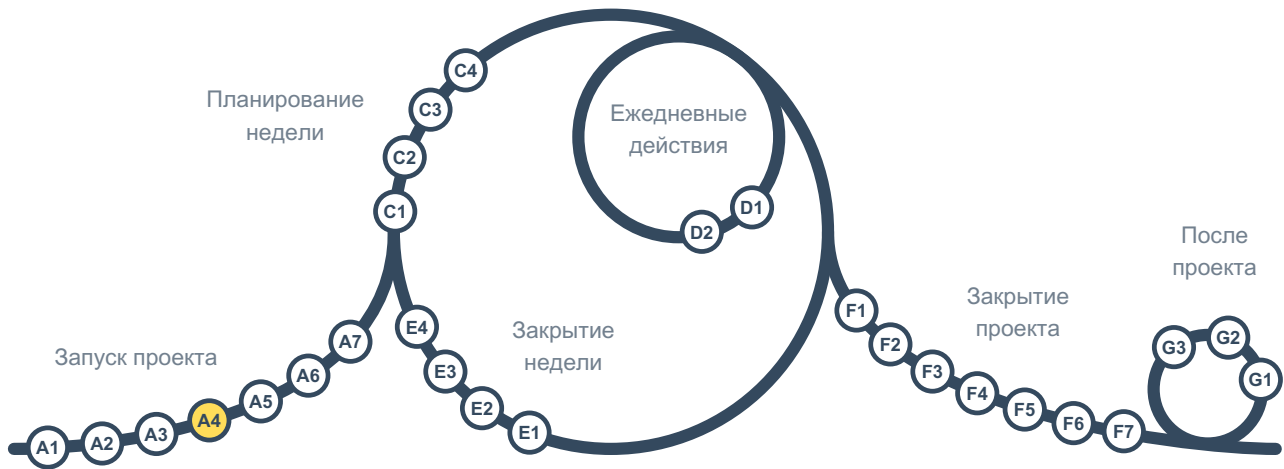 Запуск проекта
A1
A2
A3
A4
A5
A6
A7
Планирование
недели
C1
C2
C3
C4
Ежедневные
действия
D1
D2
Закрытие
недели
E1
E2
E3
E4
Закрытие
проекта
F1
F2
F3
F4
F5
F6
F7
После
проекта
G1
G2
G3